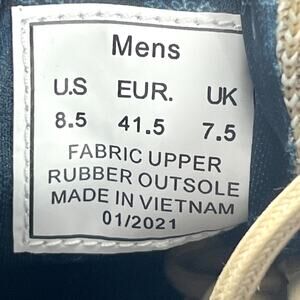 Mens
U.S EUR. UK
8.5 41.5 7.5
FABRIC UPPER
RUBBER OUTSOLE
MADE IN VIETNAM
01/2021